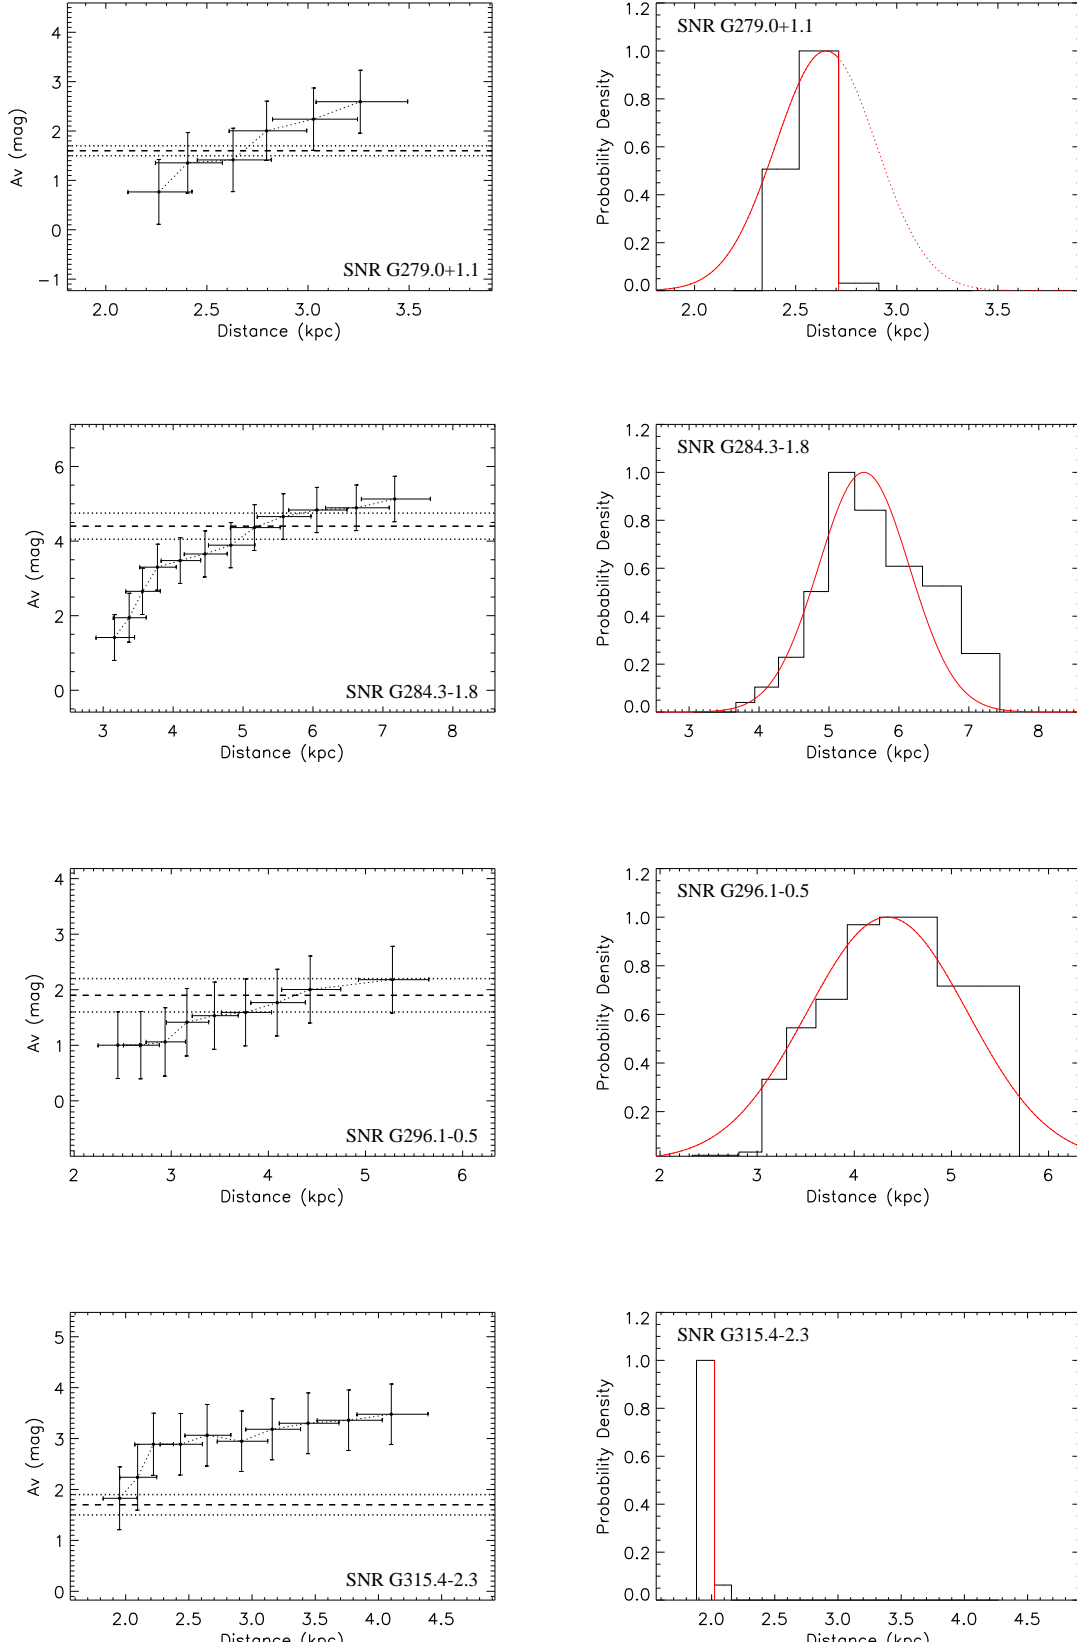 4
3
2
1
0
−1
Av (mag)
SNR G279.0+1.1
2.0 2.5 3.0 3.5
Distance (kpc)
SNR G279.0+1.1
1.0
0.8
0.6
0.4
0.2
0.0
Probability Density
2.0 2.5 3.0 3.5
Distance (kpc)
6
4
2
0
Av (mag)
SNR G284.3-1.8
3 4 5 6 7 8
Distance (kpc)
1.2
SNR G284.3-1.8
1.0
0.8
0.6
0.4
0.2
0.0
Probability Density
3 4 5 6 7 8
Distance (kpc)
4
3
2
1
0
Av (mag)
SNR G296.1-0.5
2 3 4 5 6
Distance (kpc)
1.2
SNR G296.1-0.5
1.0
0.8
0.6
0.4
0.2
Probability Density
2 3 4 5 6
Distance (kpc)
5
4
3
2
1
0
Av (mag)
SNR G315.4-2.3
2.0 2.5 3.0 3.5 4.0 4.5
Distance (kpc)
1.2
SNR G315.4-2.3
1.0
0.8
0.6
0.4
0.2
0.0
Probability Density
2.0 2.5 3.0 3.5 4.0 4.5
Distance (kpc)